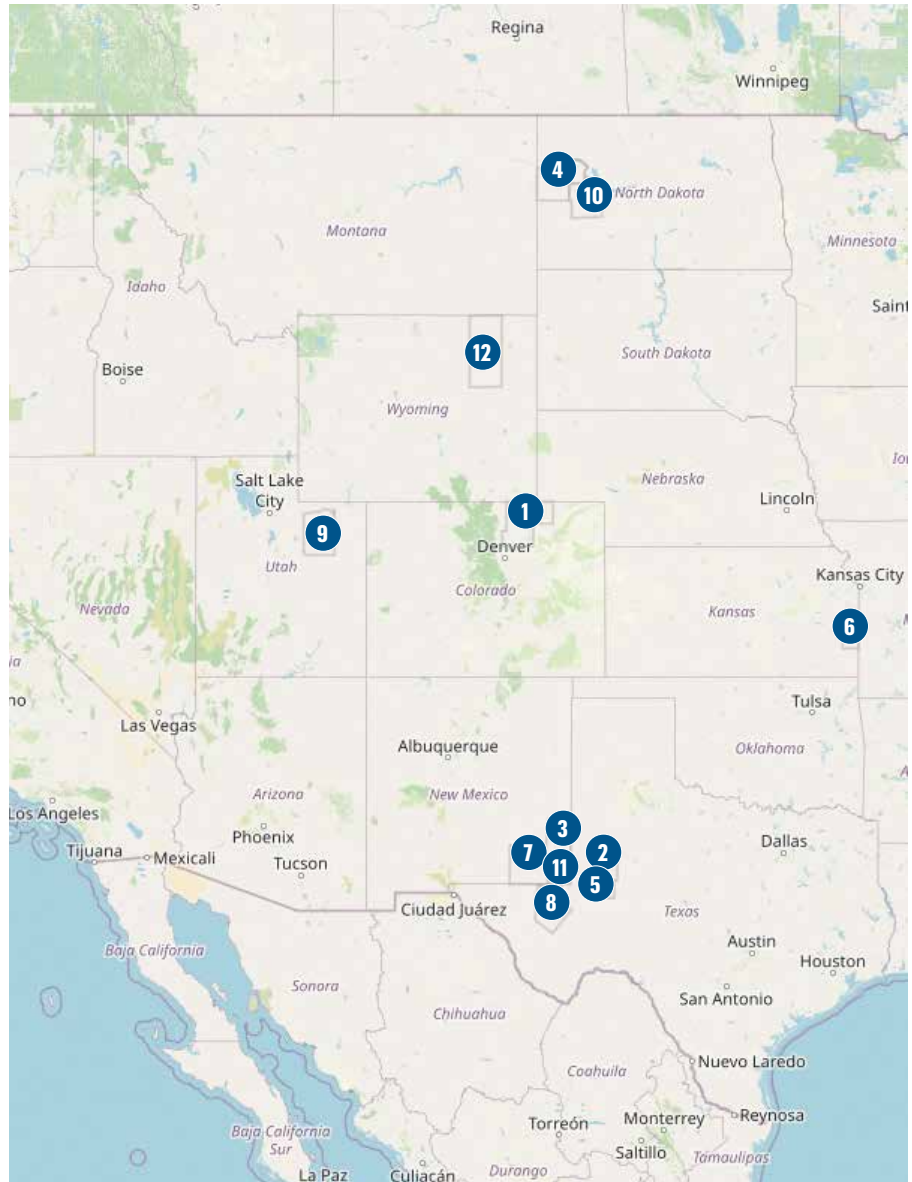 Regina
Winnipeg
4
10
North Dakota
Montana
Minnesota
Idaho
Saint
12
South Dakota
Boise
Wyoming
Salt Lake
City
Nebraska
Lincoln
1
9
Denver
Utah
Kansas City
Colorado
Nevada
Kansas
6
Las Vegas
Tulsa
Albuquerque
Oklahoma
Arizona
New Mexico
Los Angeles
Phoenix
3
Dallas
Tijuana
Mexicali
Tucson
7
11
2
5
Ciudad Juárez
8
Texas
Austin
Baja California
Houston
Sonora
San Antonio
Chihuahua
Nuevo Laredo
Coahuila
Torreón
Monterrey
Reynosa
Baja California
Sur
Saltillo
Tamaulipas
La Paz
Culiacán
Durango